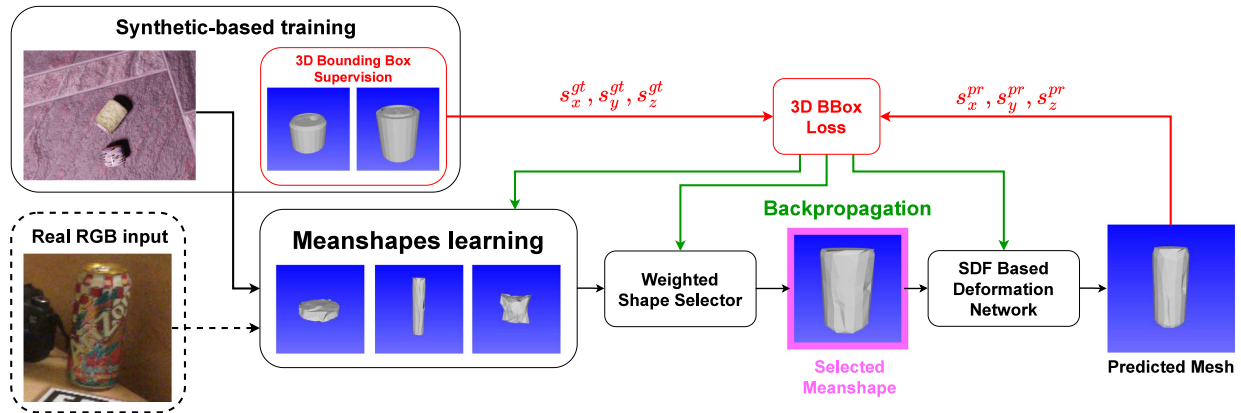 Synthetic-based training
3D Bounding Box
Supervision
s_x^{gt}, s_y^{gt}, s_z^{gt}
3D BBox
Loss
s_x^{pr}, s_y^{pr}, s_z^{pr}
Backpropagation
Real RGB input
Meanshapes learning
Weighted
Shape Selector
Selected
Meanshape
SDF Based
Deformation
Network
Predicted Mesh